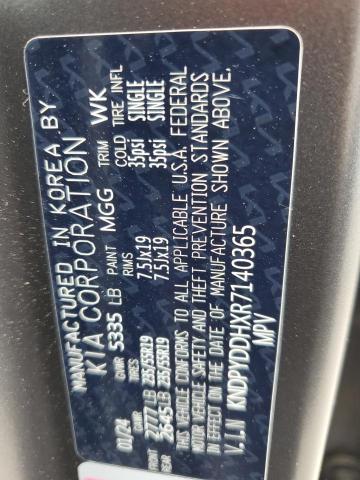 MANUFACTURED IN KOREA BY
KIA CORPORATION
GVWR 5335 LB PAINT MGG TRIM WK
01/24 GAWR TIRES RIMS COLD TIRE INFL
FRONT 2777 LB 235/55R19 7.5Jx19 35psi SINGLE
REAR 2645 LB 235/55R19 7.5Jx19 35psi SINGLE
THIS VEHICLE CONFORMS TO ALL APPLICABLE U.S.A. FEDERAL
MOTOR VEHICLE SAFETY, THEFT PREVENTION STANDARDS
IN EFFECT ON THE DATE OF MANUFACTURE SHOWN ABOVE.
V.I.N KNDPYDDHXR7140365
MPV